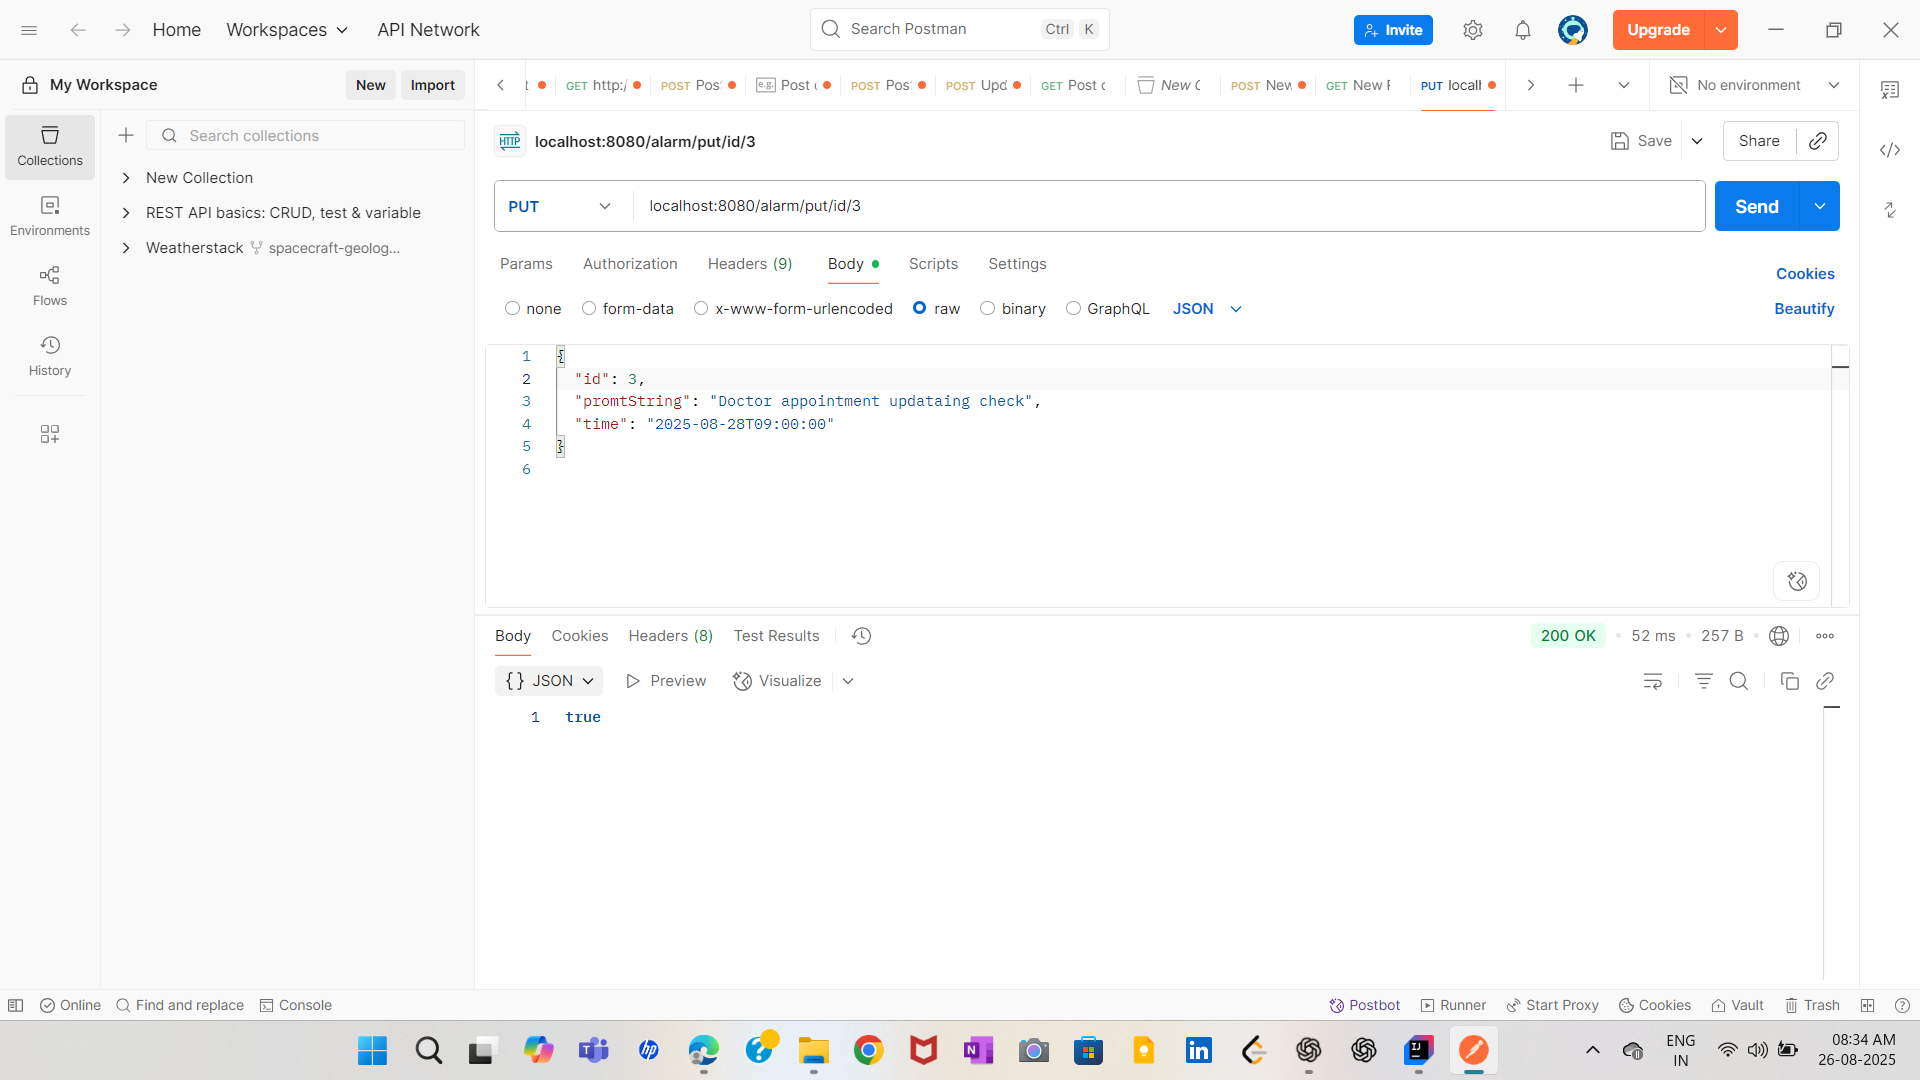 Home
Workspaces
API Network
Search Postman
Ctrl K
Invite
Upgrade
My Workspace
New
Import
t
GET http:/
POST Pos
e.g. Post
POST Pos
POST Upd
GET Post
New C
POST New
GET New F
PUT locall
No environment
Collections
Environments
Flows
History
Search collections
New Collection
REST API basics: CRUD, test & variable
Weatherstack spacecraft-geolog...
HTTP localhost:8080/alarm/put/id/3
Save
Share
PUT
localhost:8080/alarm/put/id/3
Send
Params
Authorization
Headers (9)
Body
Scripts
Settings
Cookies
none
form-data
x-www-form-urlencoded
raw
binary
GraphQL
JSON
Beautify
1 {
2 "id": 3,
3 "promtString": "Doctor appointment updataing check",
4 "time": "2025-08-28T09:00:00"
5 }
6
Body
Cookies
Headers (8)
Test Results
200 OK
52 ms
257 B
{} JSON
Preview
Visualize
1 true
Online
Find and replace
Console
Postbot
Runner
Start Proxy
Cookies
Vault
Trash
ENG
IN
08:34 AM
26-08-2025